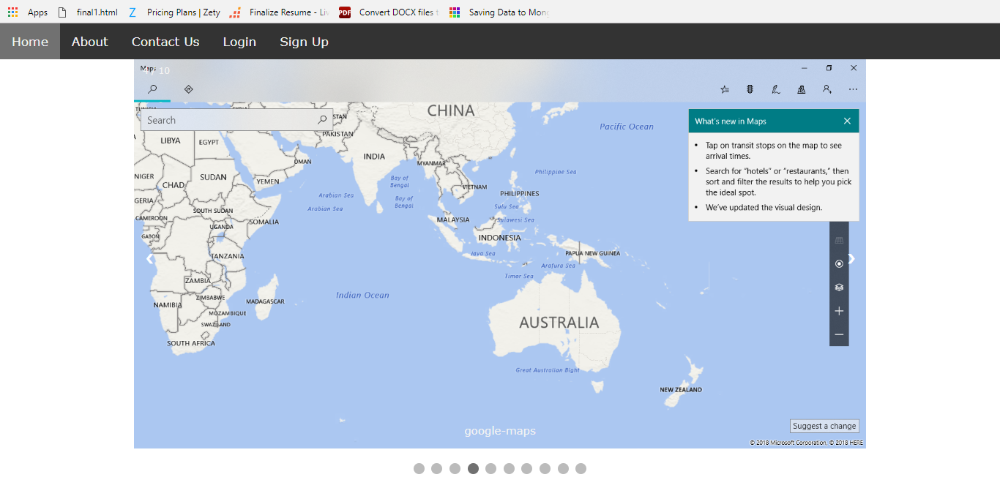 Apps final1.html Pricing Plans | Zety Finalize Resume - Liv Convert DOCX files t Saving Data to Mong
Home About Contact Us Login Sign Up
Maps
/ 10
Search
What's new in Maps
• Tap on transit stops on the map to see
arrival times.
• Search for "hotels" or "restaurants," then
sort and filter the results to help you pick
the ideal spot.
• We've updated the visual design.
CHINA
STAN
Pacific Ocean
PAKISTAN
LIBYA
EGYPT
INDIA
OMAN
MYANMAR
Philippine Sea
NIGER
SUDAN
YEMEN
Bay of
Bengal
CHAD
VIETNAM
PHILIPPINES
Arabian Sea
GERIA
Bay of
Bengal
Sulu Sea
Arabian Sea
SOUTH SUDAN
CAMEROON
SOMALIA
MALAYSIA
Sulawesi Sea
UGANDA
GABON
INDONESIA
TANZANIA
Java Sea
PAPUA NEW GUINEA
Arafura Sea
Timor Sea
ZAMBIA
Indian Ocean
ZIMBABWE
MADAGASCAR
NAMIBIA
MOZAMBIQUE
AUSTRALIA
SWAZILAND
SOUTH AFRICA
Great Australian Bight
NEW ZEALAND
google-maps
Suggest a change
© 2018 Microsoft Corporation, © 2018 HERE